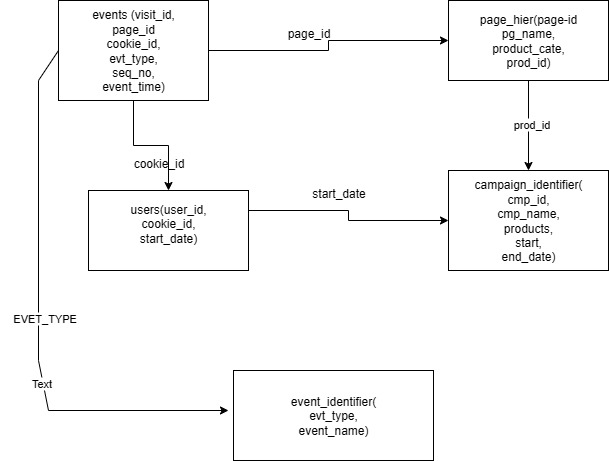 events (visit_id,
page_id
cookie_id,
evt_type,
seq_no,
event_time)
page_id
page_hier(page-id
pg_name,
product_cate,
prod_id)
prod_id
cookie_id
users(user_id,
cookie_id,
start_date)
start_date
campaign_identifier(
cmp_id,
cmp_name,
products,
start,
end_date)
EVET_TYPE
Text
event_identifier(
evt_type,
event_name)